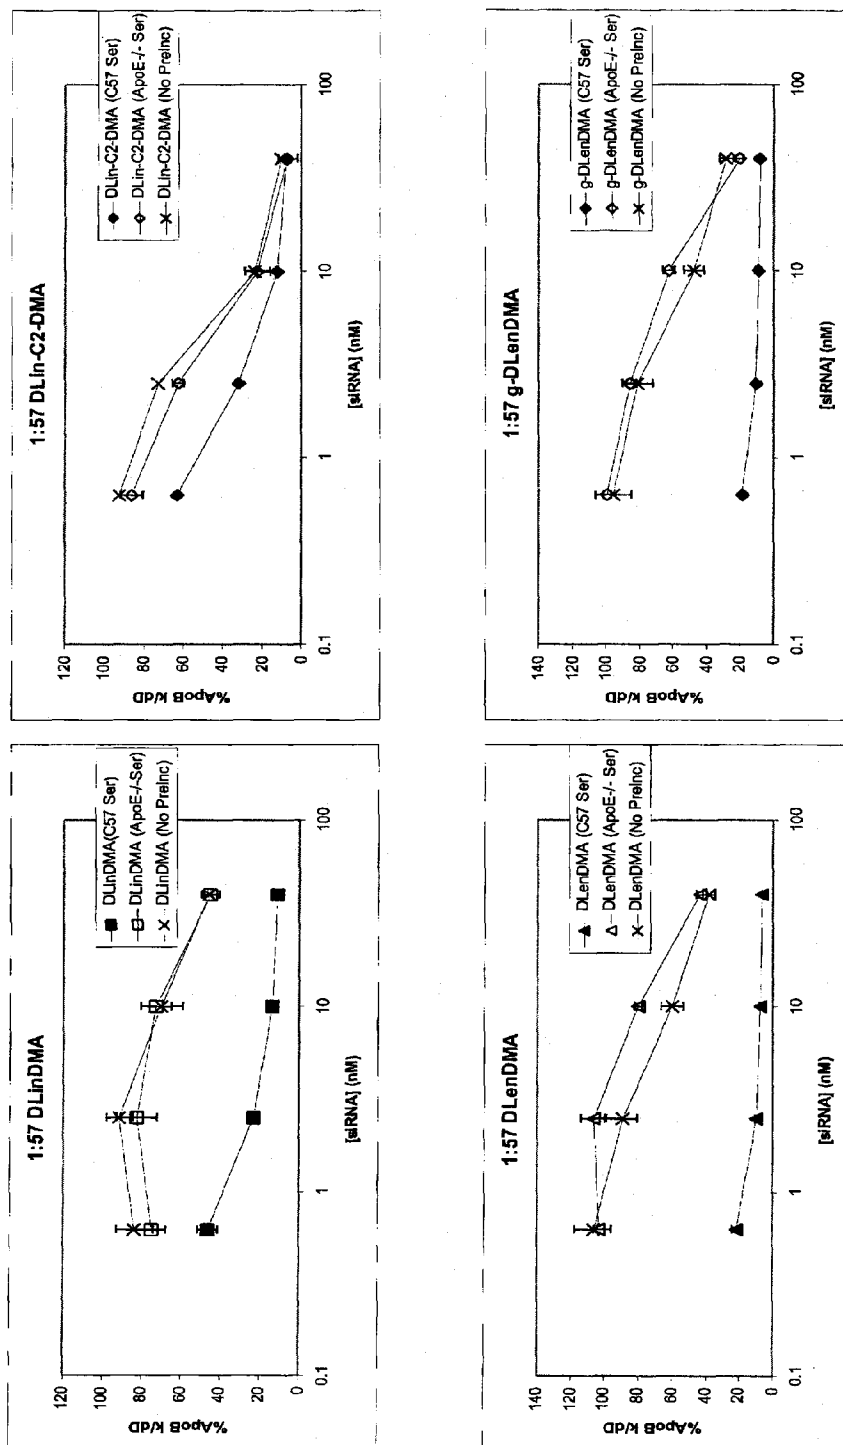 1:57 DLinDMA
%ApoB k/dD
120
100
80
60
40
20
0
0.1
1
10
100
[siRNA] (nM)
DLinDMA(C57 Ser)
DLinDMA (ApoE-/-Ser)
DLinDMA (No PreInc)
1:57 DLin-C2-DMA
%ApoB k/dD
120
100
80
60
40
20
0
0.1
1
10
100
[siRNA] (nM)
DLin-C2-DMA (C57 Ser)
DLin-C2-DMA (ApoE-/- Ser)
DLin-C2-DMA (No PreInc)
1:57 DLenDMA
%ApoB k/dD
140
120
100
80
60
40
20
0
0.1
1
10
100
[siRNA] (nM)
DLenDMA (C57 Ser)
DLenDMA (ApoE-/- Ser)
DLenDMA (No PreInc)
1:57 g-DLenDMA
%ApoB k/dD
140
120
100
80
60
40
20
0
0.1
1
10
100
[siRNA] (nM)
g-DLenDMA (C57 Ser)
g-DLenDMA (ApoE-/- Ser)
g-DLenDMA (No PreInc)